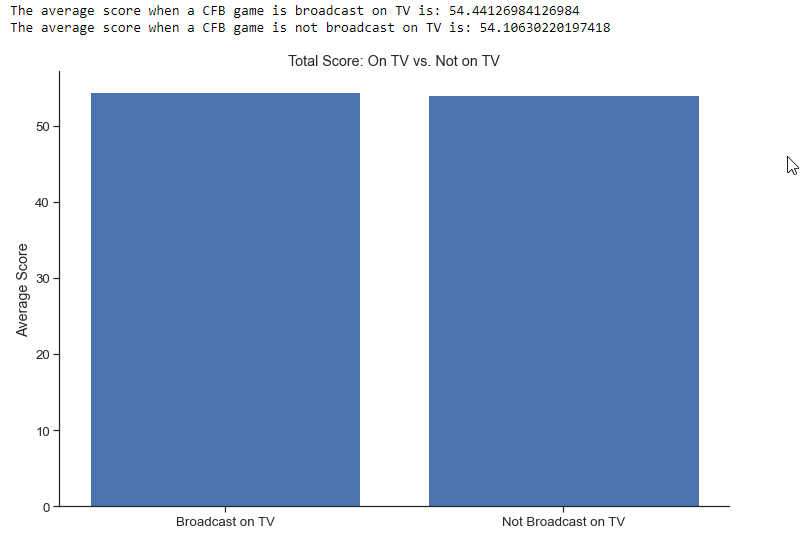 The average score when a CFB game is broadcast on TV is: 54.44126984126984
The average score when a CFB game is not broadcast on TV is: 54.10630220197418
Total Score: On TV vs. Not on TV
Average Score
50
40
30
20
10
0
Broadcast on TV
Not Broadcast on TV